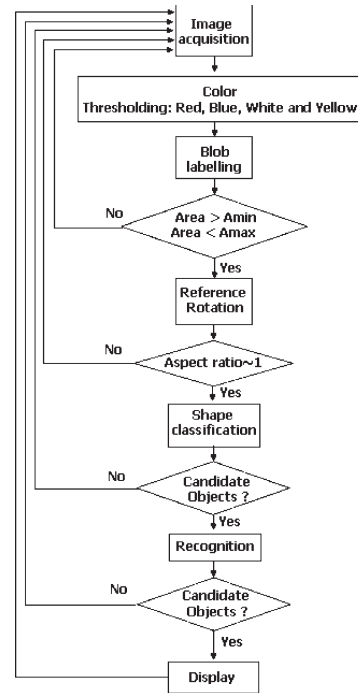 Image
acquisition
Color
Thresholding: Red, Blue, White and Yellow
Blob
labelling
No
Area > Amin
Area < Amax
Yes
Reference
Rotation
No
Aspect ratio~1
Yes
Shape
classification
No
Candidate
Objects ?
Yes
Recognition
No
Candidate
Objects ?
Yes
Display